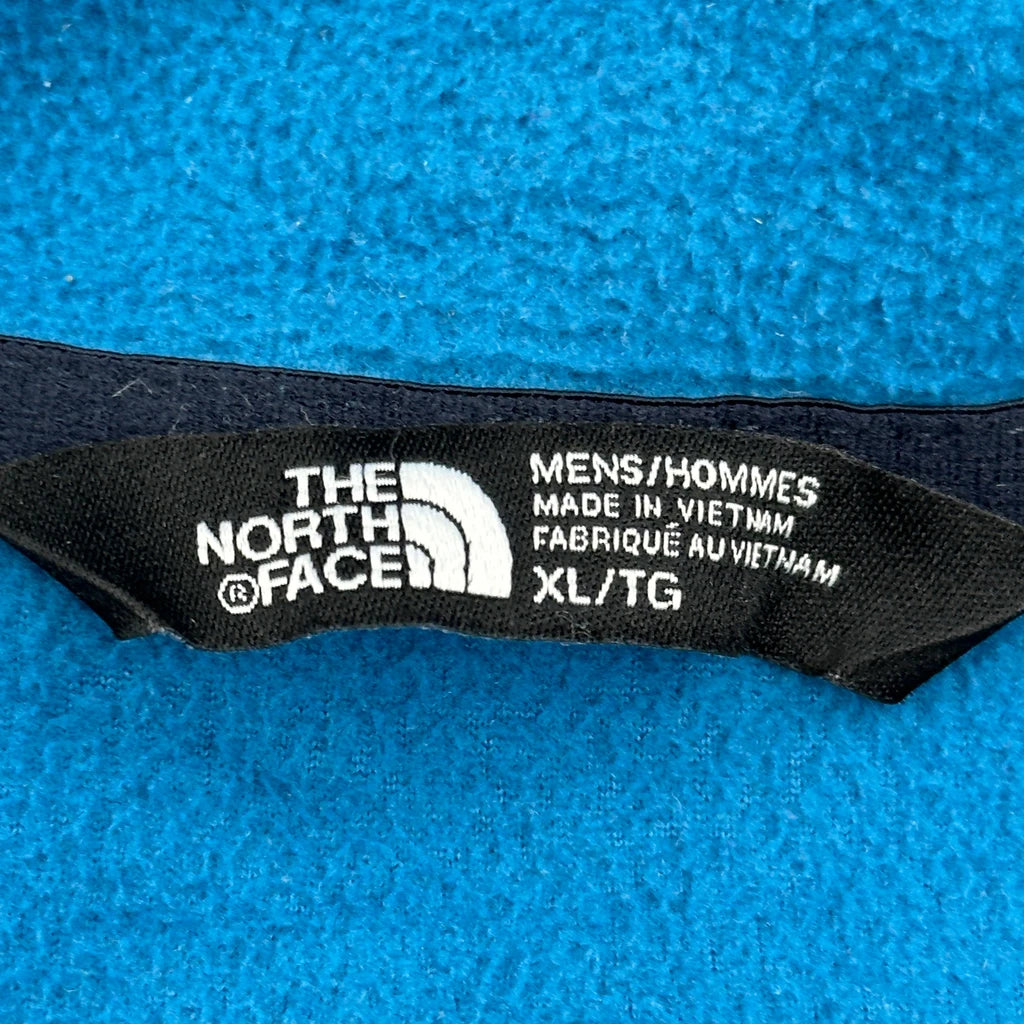 THE
NORTH
®FACE
MENS/HOMMES
MADE IN VIETNAM
FABRIQUÉ AU VIETNAM
XL/TG